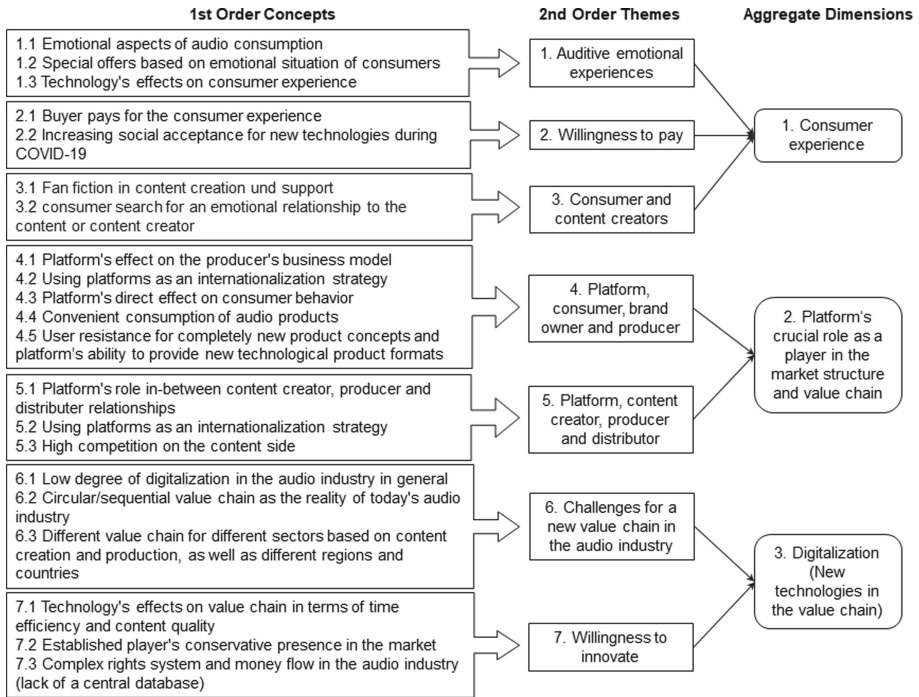 1st Order Concepts
2nd Order Themes
Aggregate Dimensions
1.1 Emotional aspects of audio consumption
1.2 Special offers based on emotional situation of consumers
1.3 Technology's effects on consumer experience
1. Auditive emotional
experiences
2.1 Buyer pays for the consumer experience
2.2 Increasing social acceptance for new technologies during
COVID-19
2. Willingness to pay
1. Consumer
experience
3.1 Fan fiction in content creation und support
3.2 consumer search for an emotional relationship to the
content or content creator
3. Consumer and
content creators
4.1 Platform's effect on the producer's business model
4.2 Using platforms as an internationalization strategy
4.3 Platform's direct effect on consumer behavior
4.4 Convenient consumption of audio products
4.5 User resistance for completely new product concepts and
platform's ability to provide new technological product formats
4. Platform,
consumer, brand
owner and producer
2. Platform's
crucial role as a
player in the
market structure
and value chain
5.1 Platform's role in-between content creator, producer and
distributer relationships
5.2 Using platforms as an internationalization strategy
5.3 High competition on the content side
5. Platform, content
creator, producer
and distributor
6.1 Low degree of digitalization in the audio industry in general
6.2 Circular/sequential value chain as the reality of today's audio
industry
6.3 Different value chain for different sectors based on content
creation and production, as well as different regions and
countries
6. Challenges for a
new value chain in
the audio industry
3. Digitalization
(New
technologies in
the value chain)
7.1 Technology's effects on value chain in terms of time
efficiency and content quality
7.2 Established player's conservative presence in the market
7.3 Complex rights system and money flow in the audio industry
(lack of a central database)
7. Willingness to
innovate